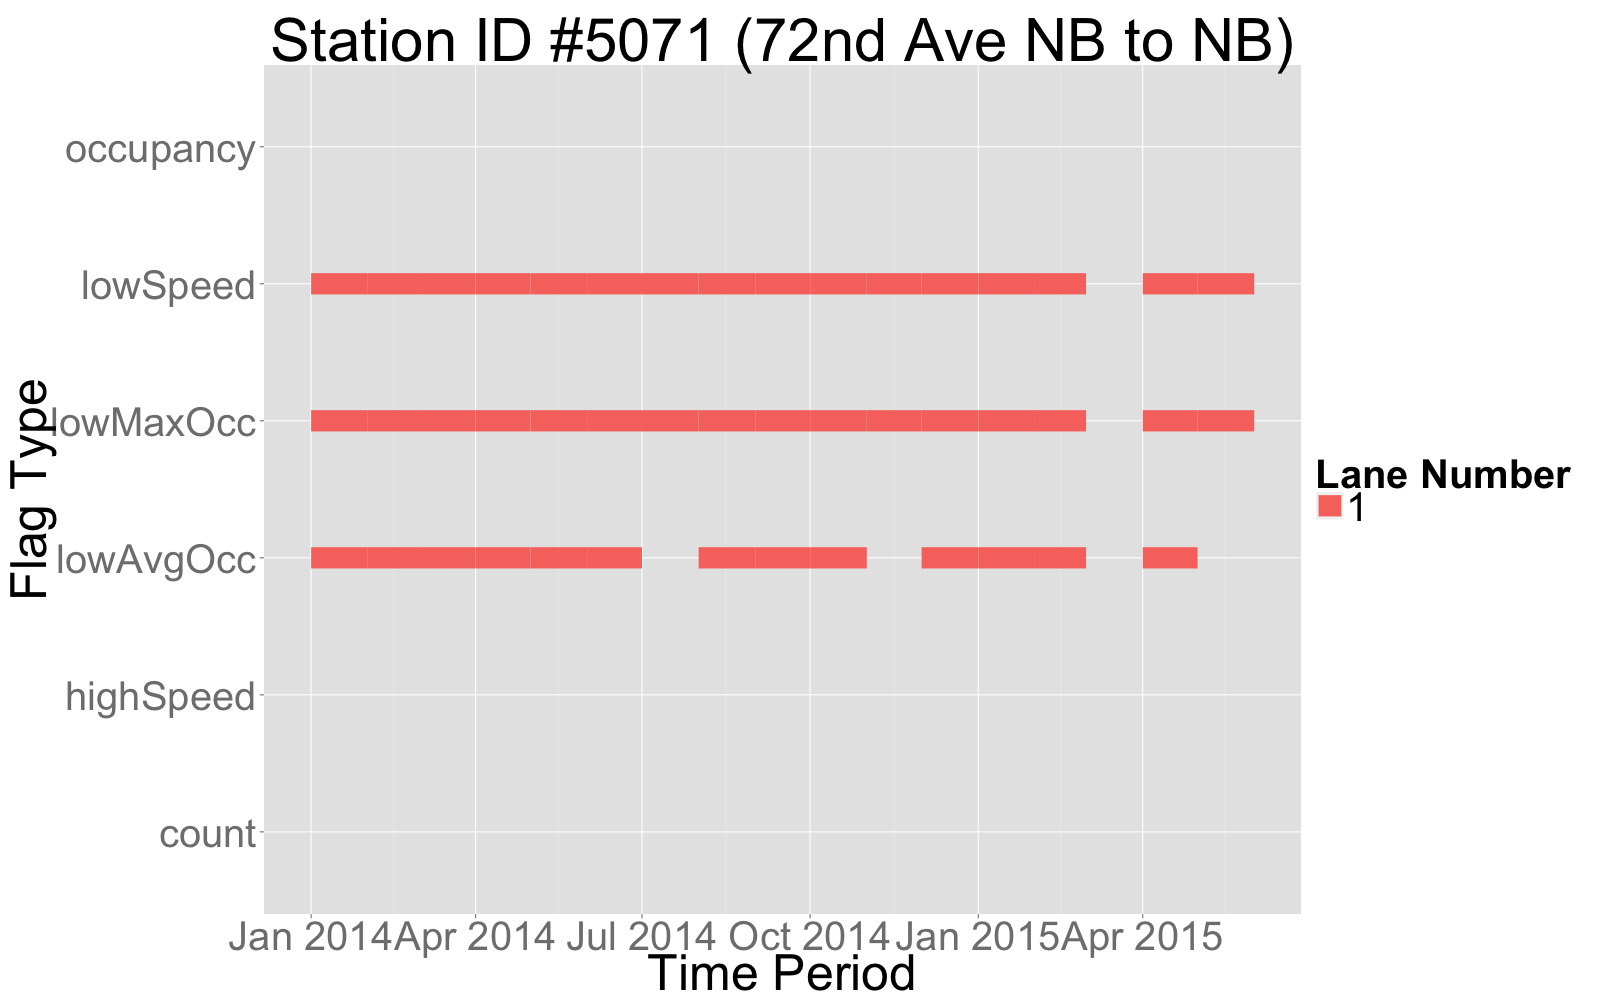 Station ID #5071 (72nd Ave NB to NB)
Flag Type
occupancy
lowSpeed
lowMaxOcc
lowAvgOcc
highSpeed
count
Jan 2014 Apr 2014 Jul 2014 Oct 2014 Jan 2015 Apr 2015
Time Period
Lane Number
1